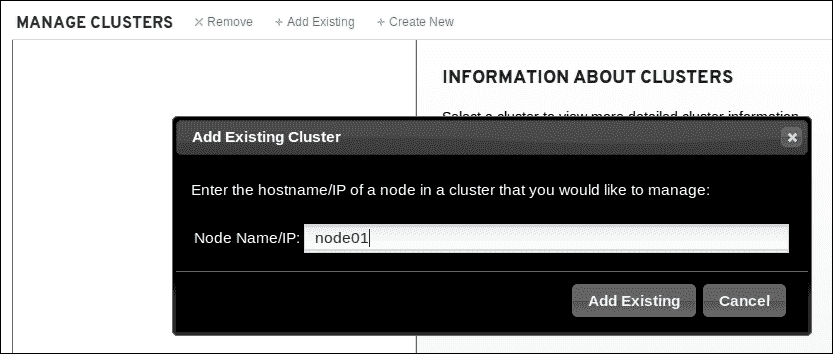 MANAGE CLUSTERS × Remove + Add Existing + Create New
INFORMATION ABOUT CLUSTERS
Select a cluster to view more detailed cluster information
Add Existing Cluster ×
Enter the hostname/IP of a node in a cluster that you would like to manage:
Node Name/IP: node01
Add Existing Cancel